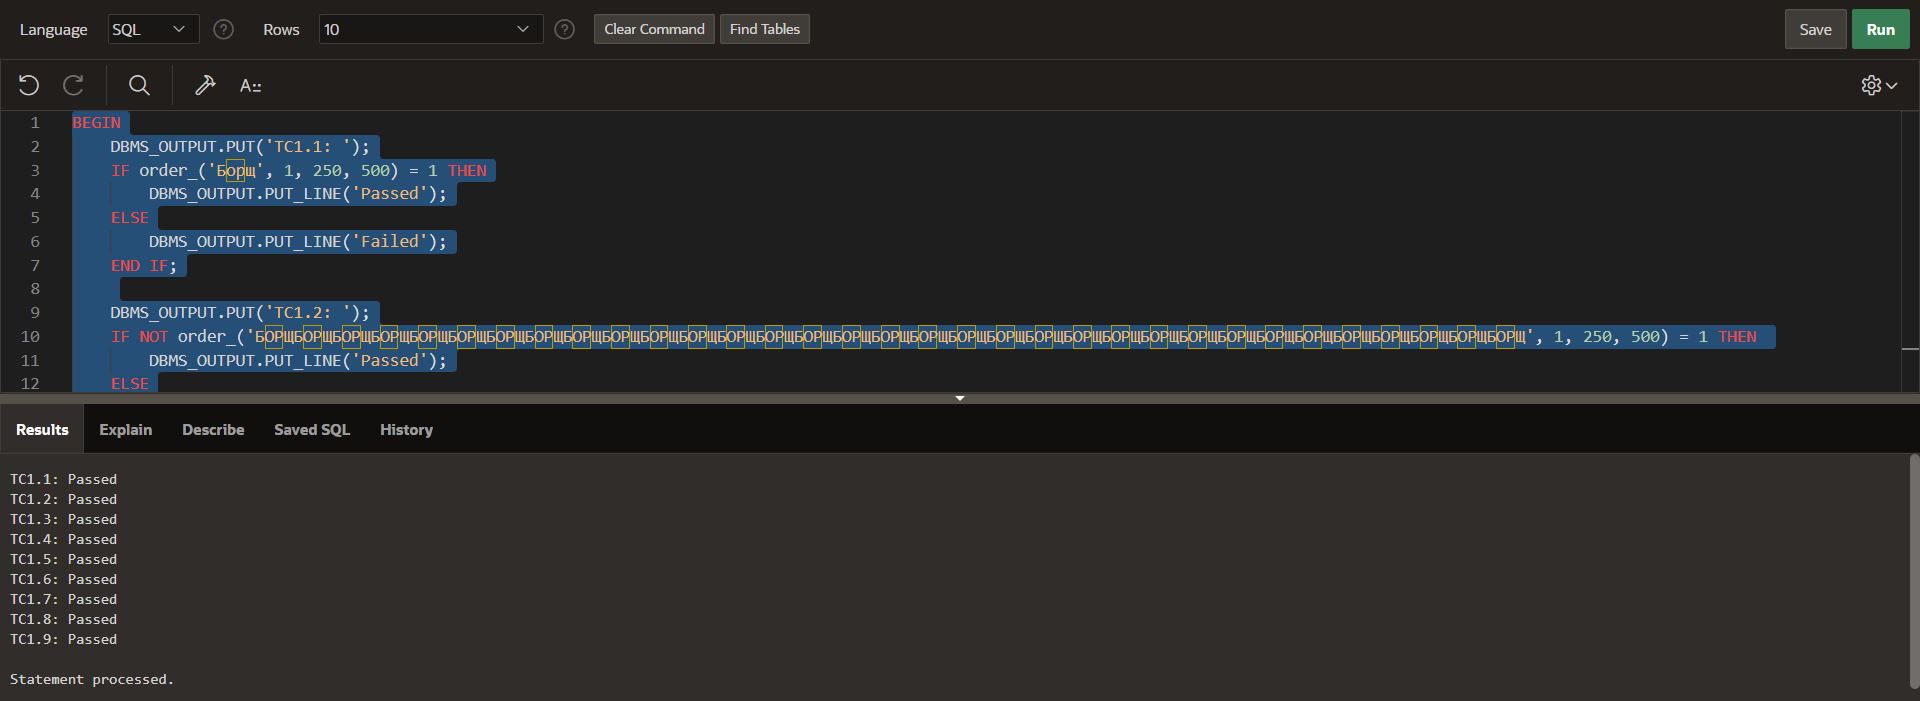 Language SQL Rows 10 Clear Command Find Tables Save Run
1 BEGIN
2 DBMS_OUTPUT.PUT('TC1.1: ');
3 IF order_('Борщ', 1, 250, 500) = 1 THEN
4 DBMS_OUTPUT.PUT_LINE('Passed');
5 ELSE
6 DBMS_OUTPUT.PUT_LINE('Failed');
7 END IF;
8
9 DBMS_OUTPUT.PUT('TC1.2: ');
10 IF NOT order_('БОРЩБОРЩБОРЩБОРЩБОРЩБОРЩБОРЩБОРЩБОРЩБОРЩБОРЩБОРЩБОРЩБОРЩБОРЩБОРЩБОРЩБОРЩБОРЩБОРЩБОРЩБОРЩБОРЩБОРЩБОРЩБОРЩБОРЩБОРЩБОРЩБОРЩБОРЩБОРЩБОРЩ', 1, 250, 500) = 1 THEN
11 DBMS_OUTPUT.PUT_LINE('Passed');
12 ELSE
Results Explain Describe Saved SQL History
TC1.1: Passed
TC1.2: Passed
TC1.3: Passed
TC1.4: Passed
TC1.5: Passed
TC1.6: Passed
TC1.7: Passed
TC1.8: Passed
TC1.9: Passed
Statement processed.